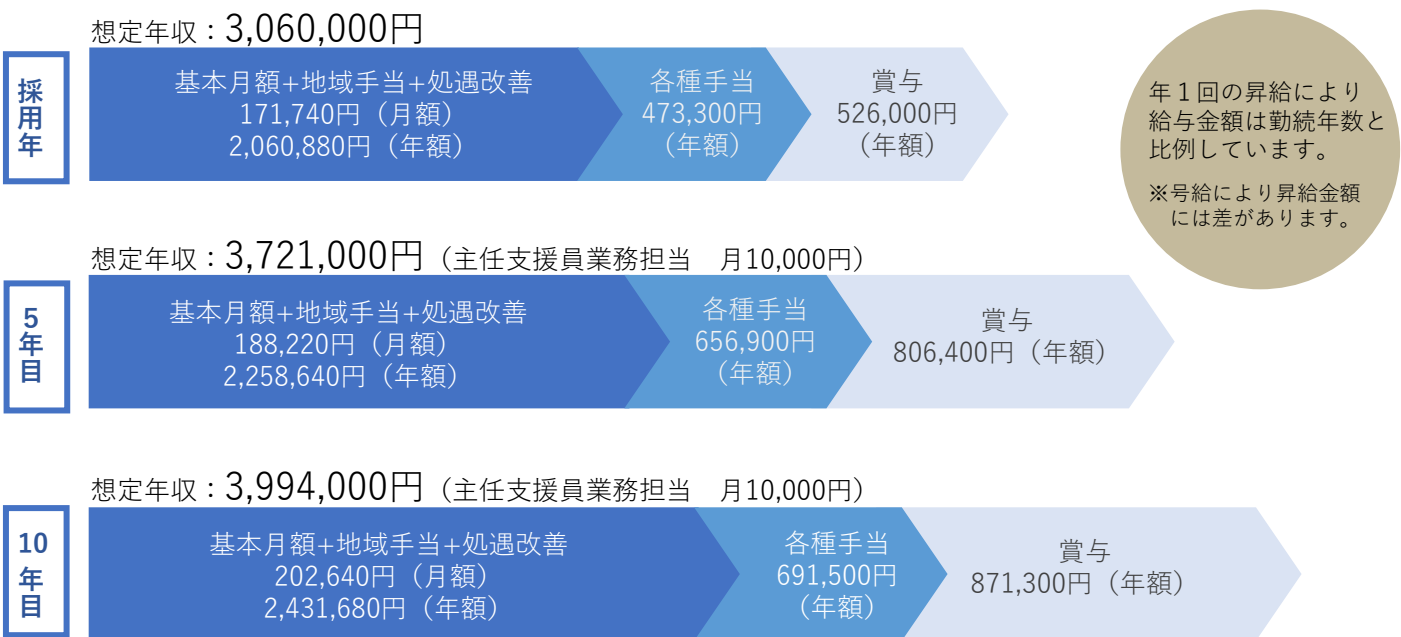 想定年収：3,060,000円
採用年
基本月額+地域手当+処遇改善
171,740円（月額）
2,060,880円（年額）
各種手当
473,300円
（年額）
賞与
526,000円
（年額）
年１回の昇給により
給与金額は勤続年数と
比例しています。
※号給により昇給金額
には差があります。
想定年収：3,721,000円（主任支援員業務担当　月10,000円）
5年目
基本月額+地域手当+処遇改善
188,220円（月額）
2,258,640円（年額）
各種手当
656,900円
（年額）
賞与
806,400円（年額）
想定年収：3,994,000円（主任支援員業務担当　月10,000円）
10年目
基本月額+地域手当+処遇改善
202,640円（月額）
2,431,680円（年額）
各種手当
691,500円
（年額）
賞与
871,300円（年額）